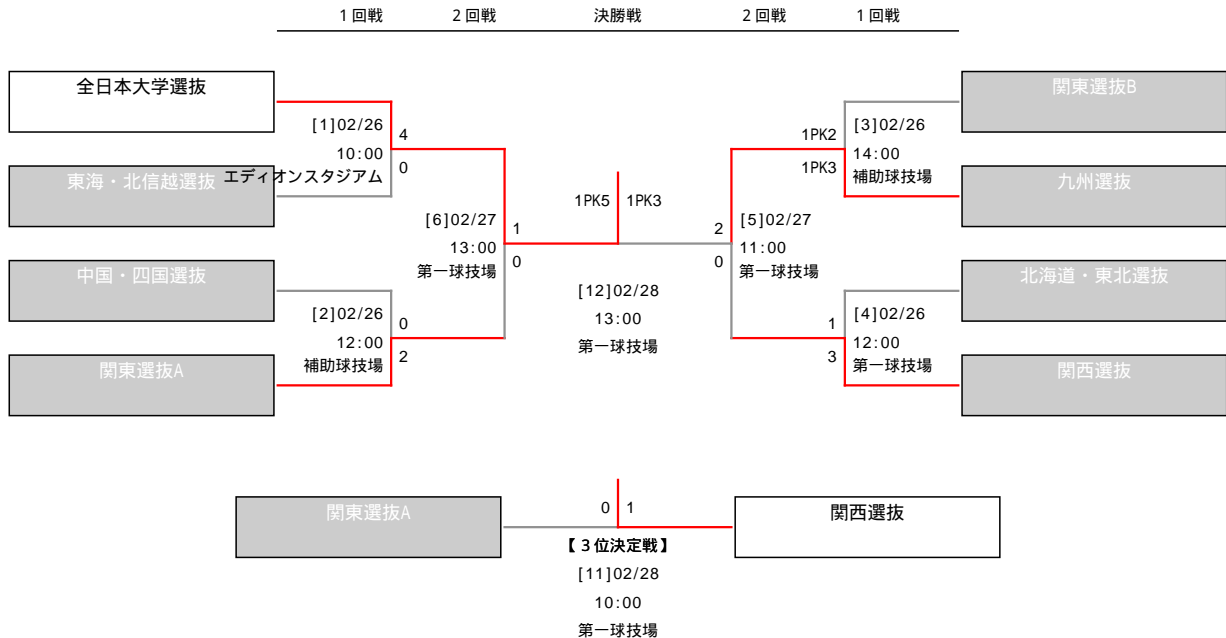 1回戦 2回戦 決勝戦 2回戦 1回戦
全日本大学選抜
[1]02/26
4
10:00
0
エディオンスタジアム
東海・北信越選抜
[6]02/27
1
13:00
0
第一球技場
中国・四国選抜
[2]02/26
0
12:00
2
補助球技場
関東選抜A
1PK5 1PK3
[12]02/28
13:00
第一球技場
関東選抜B
1PK2
[3]02/26
1PK3
14:00
補助球技場
九州選抜
2
[5]02/27
0
11:00
第一球技場
北海道・東北選抜
1
[4]02/26
3
12:00
第一球技場
関西選抜
関東選抜A
0 1
関西選抜
【3位決定戦】
[11]02/28
10:00
第一球技場